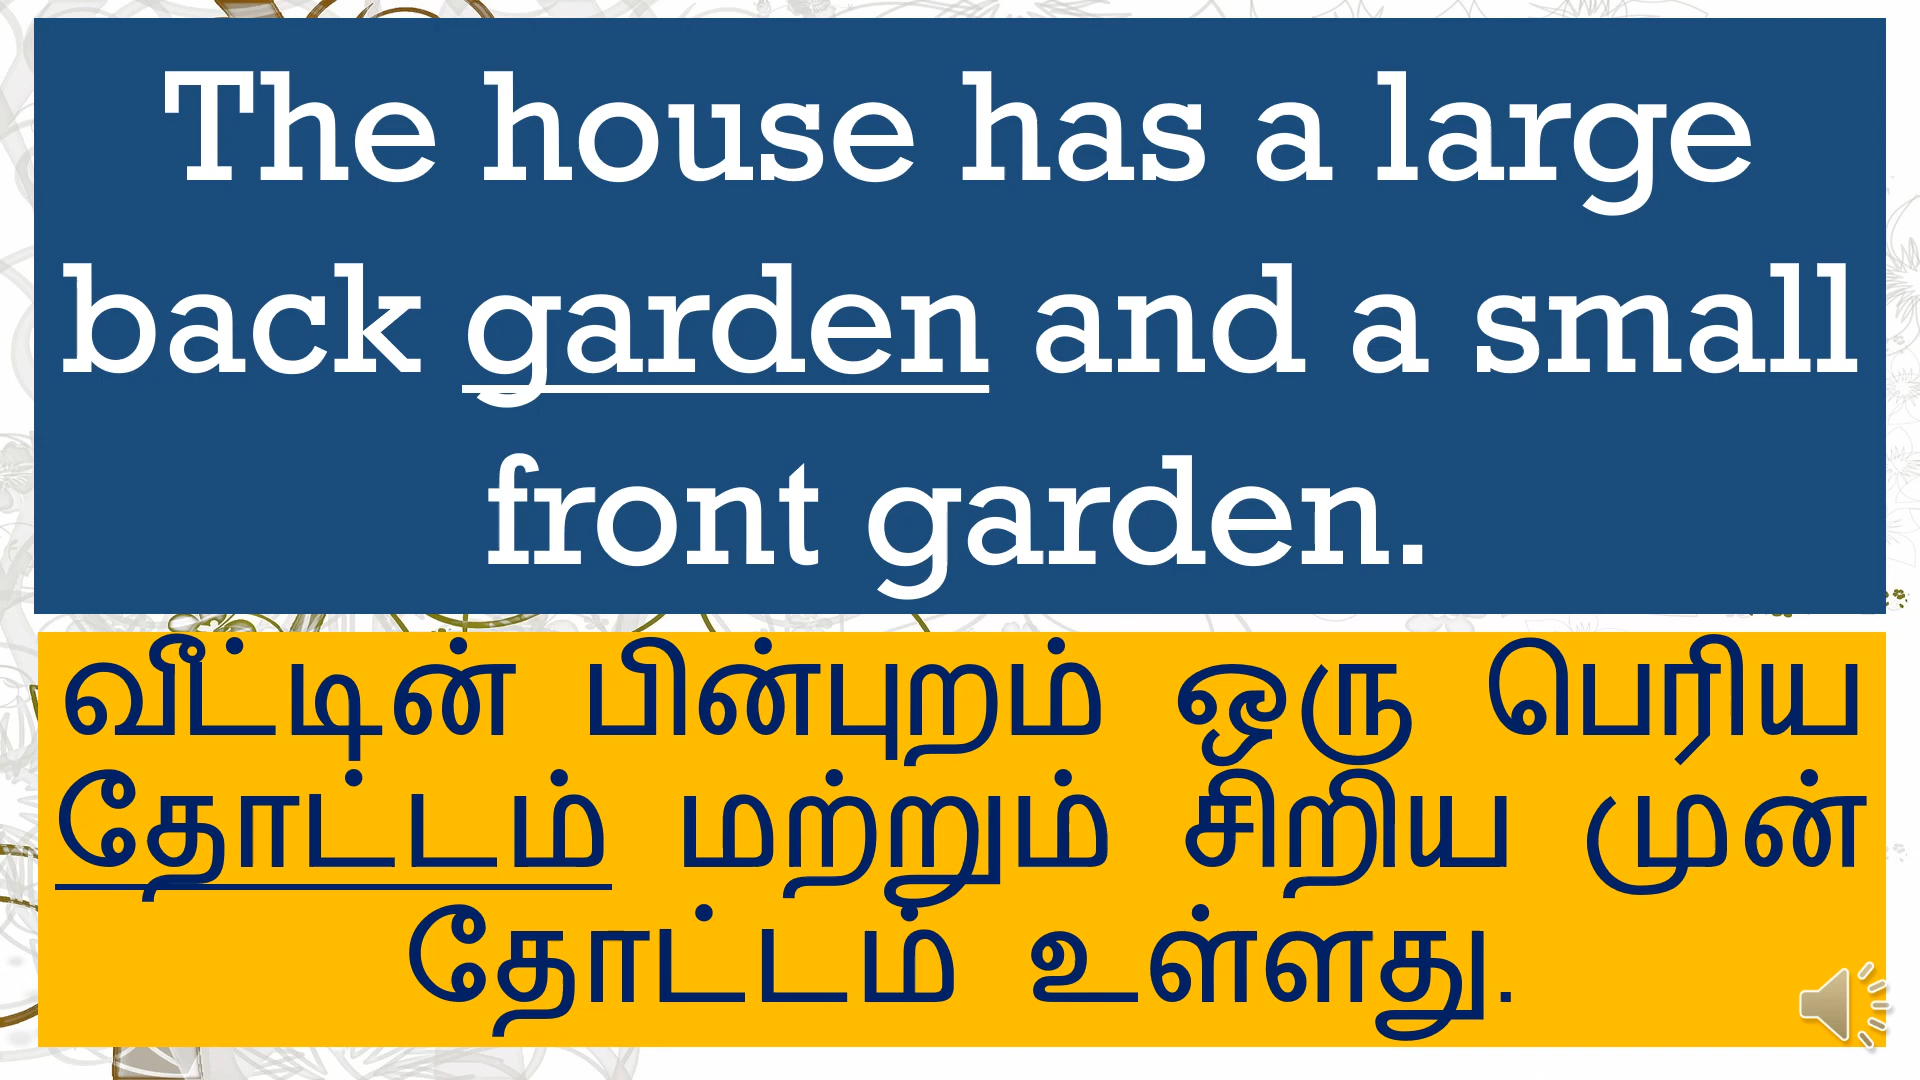 The house has a large
back garden and a small
front garden.
வீட்டின் பின்புறம் ஒரு பெரிய
தோட்டம் மற்றும் சிறிய முன்
தோட்டம் உள்ளது.